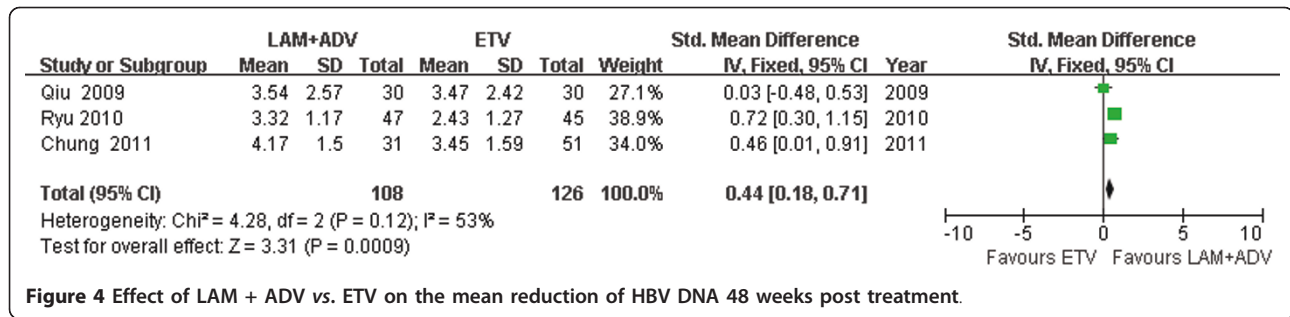 LAM+ADV ETV Std. Mean Difference Std. Mean Difference
Study or Subgroup Mean SD Total Mean SD Total Weight IV, Fixed, 95% CI Year IV, Fixed, 95% CI
Qiu 2009 3.54 2.57 30 3.47 2.42 30 27.1% 0.03 [-0.48, 0.53] 2009
Ryu 2010 3.32 1.17 47 2.43 1.27 45 38.9% 0.72 [0.30, 1.15] 2010
Chung 2011 4.17 1.5 31 3.45 1.59 51 34.0% 0.46 [0.01, 0.91] 2011
Total (95% CI) 108 126 100.0% 0.44 [0.18, 0.71]
Heterogeneity: Chi² = 4.28, df = 2 (P = 0.12); I² = 53%
Test for overall effect: Z = 3.31 (P = 0.0009)
-10 -5 0 5 10
Favours ETV Favours LAM+ADV
Figure 4 Effect of LAM + ADV vs. ETV on the mean reduction of HBV DNA 48 weeks post treatment.